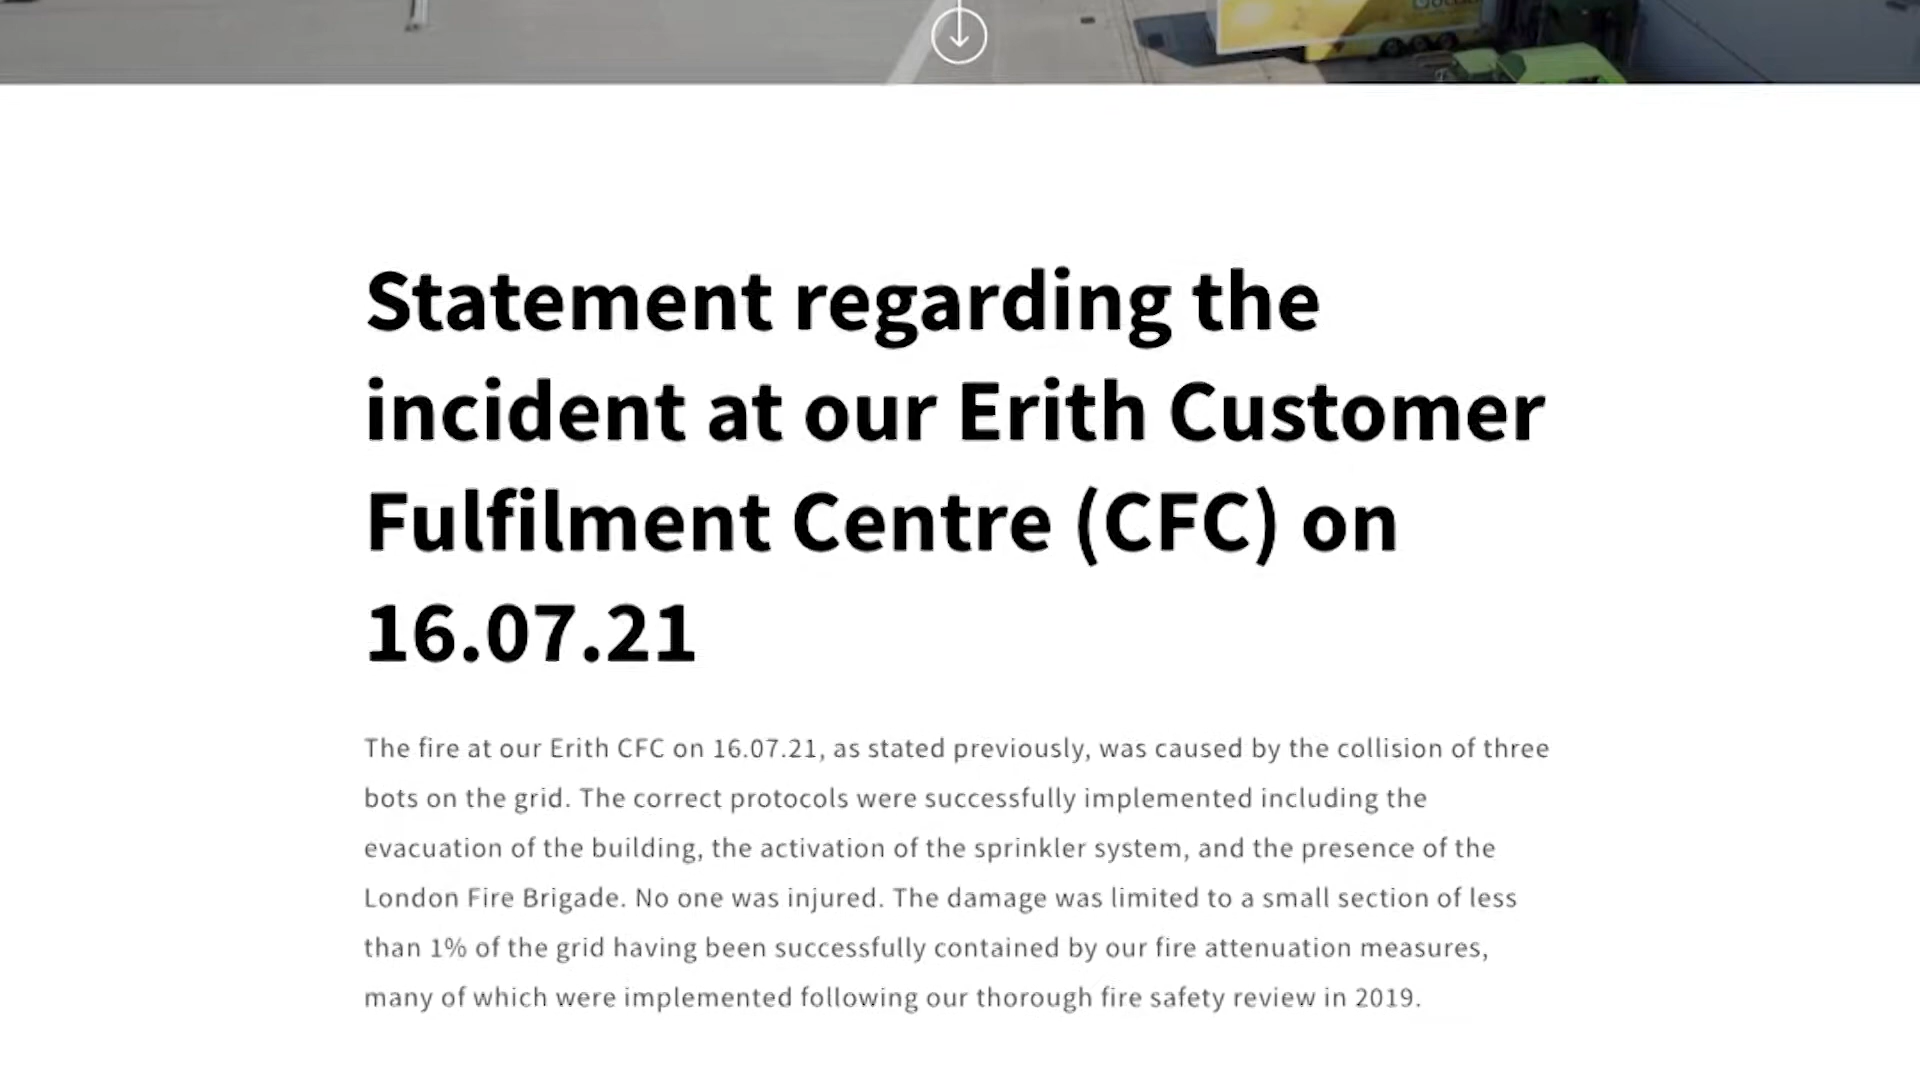 Statement regarding the
incident at our Erith Customer
Fulfilment Centre (CFC) on
16.07.21
The fire at our Erith CFC on 16.07.21, as stated previously, was caused by the collision of three
bots on the grid. The correct protocols were successfully implemented including the
evacuation of the building, the activation of the sprinkler system, and the presence of the
London Fire Brigade. No one was injured. The damage was limited to a small section of less
than 1% of the grid having been successfully contained by our fire attenuation measures,
many of which were implemented following our thorough fire safety review in 2019.